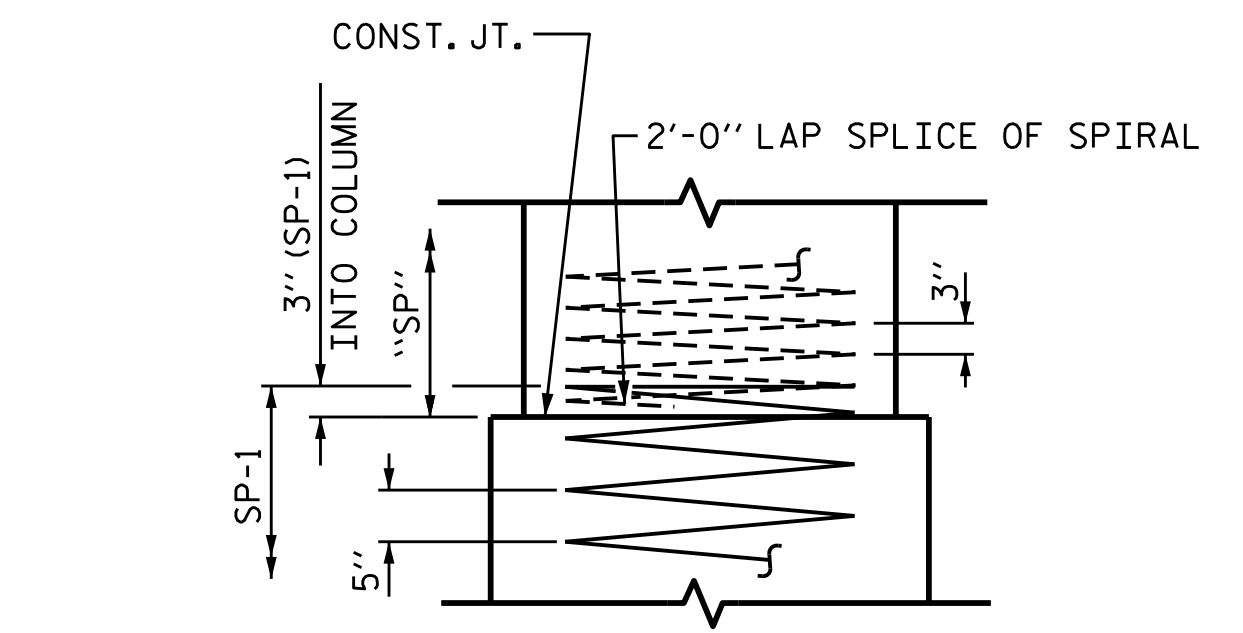 CONST. JT.
2'-0" LAP SPLICE OF SPIRAL
3" (SP-1)
INTO COLUMN
"SP"
3"
SP-1
5"